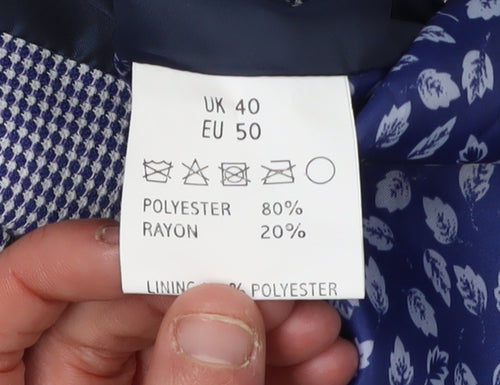 UK 40
EU 50
POLYESTER 80%
RAYON 20%
LINING % POLYESTER